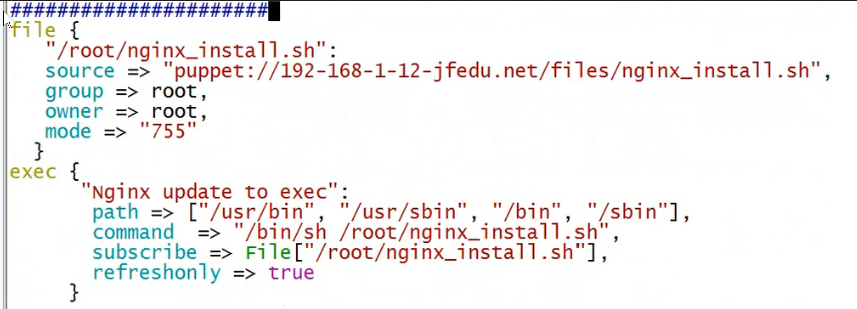 ######################
file {
"/root/nginx_install.sh":
source => "puppet://192-168-1-12-jfedu.net/files/nginx_install.sh",
group => root,
owner => root,
mode => "755"
}
exec {
"Nginx update to exec":
path => ["/usr/bin", "/usr/sbin", "/bin", "/sbin"],
command  => "/bin/sh /root/nginx_install.sh",
subscribe => File["/root/nginx_install.sh"],
refreshonly => true
}